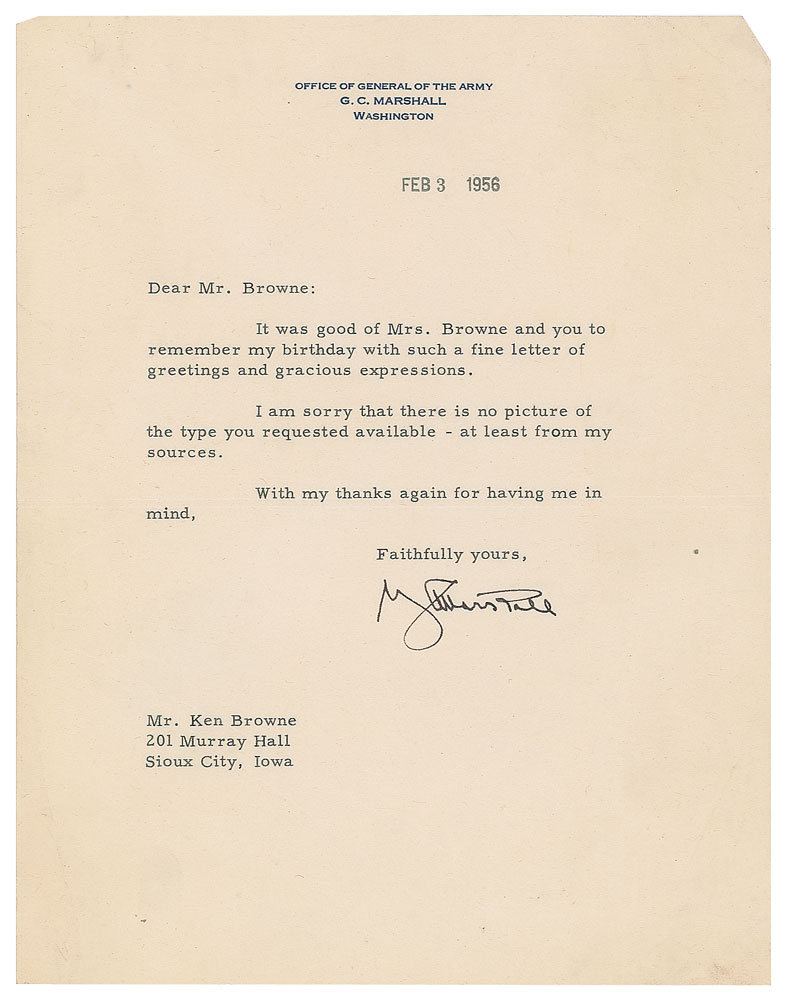 OFFICE OF GENERAL OF THE ARMY
G. C. MARSHALL
WASHINGTON
FEB 3 1956
Dear Mr. Browne:
It was good of Mrs. Browne and you to
remember my birthday with such a fine letter of
greetings and gracious expressions.
I am sorry that there is no picture of
the type you requested available - at least from my
sources.
With my thanks again for having me in
mind,
Faithfully yours,
G. C. Marshall
Mr. Ken Browne
201 Murray Hall
Sioux City, Iowa